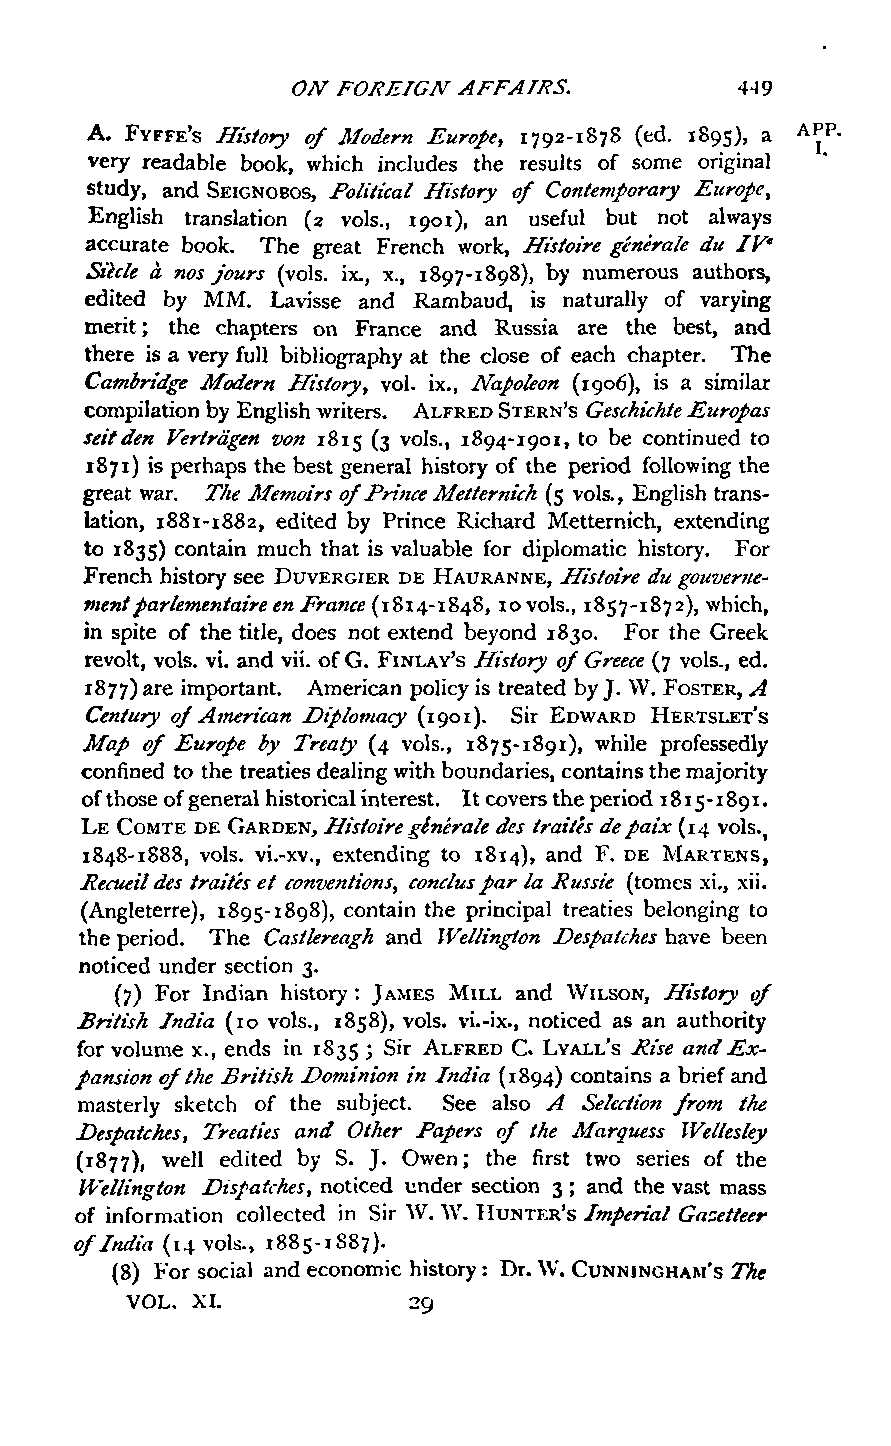 ON FOREIGN AFFAIRS. 449
A. FYFFE'S History of Modern Europe, 1792-1878 (ed. 1895), a APP.
very readable book, which includes the results of some original I.
study, and SEIGNOBOS, Political History of Contemporary Europe,
English translation (2 vols., 1901), an useful but not always
accurate book. The great French work, Histoire générale du IVe
Siècle à nos jours (vols. ix., x., 1897-1898), by numerous authors,
edited by MM. Lavisse and Rambaud, is naturally of varying
merit; the chapters on France and Russia are the best, and
there is a very full bibliography at the close of each chapter. The
Cambridge Modern History, vol. ix., Napoleon (1906), is a similar
compilation by English writers. ALFRED STERN'S Geschichte Europas
seit den Verträgen von 1815 (3 vols., 1894-1901, to be continued to
1871) is perhaps the best general history of the period following the
great war. The Memoirs of Prince Metternich (5 vols., English trans-
lation, 1881-1882, edited by Prince Richard Metternich, extending
to 1835) contain much that is valuable for diplomatic history. For
French history see DUVERGIER DE HAURANNE, Histoire du gouverne-
ment parlementaire en France (1814-1848, 10 vols., 1857-1872), which,
in spite of the title, does not extend beyond 1830. For the Greek
revolt, vols. vi. and vii. of G. FINLAY'S History of Greece (7 vols., ed.
1877) are important. American policy is treated by J. W. FOSTER, A
Century of American Diplomacy (1901). Sir EDWARD HERTSLET'S
Map of Europe by Treaty (4 vols., 1875-1891), while professedly
confined to the treaties dealing with boundaries, contains the majority
of those of general historical interest. It covers the period 1815-1891.
LE COMTE DE GARDEN, Histoire générale des traités de paix (14 vols.,
1848-1888, vols. vi.-xv., extending to 1814), and F. DE MARTENS,
Recueil des traités et conventions, conclus par la Russie (tomes xi., xii.
(Angleterre), 1895-1898), contain the principal treaties belonging to
the period. The Castlereagh and Wellington Despatches have been
noticed under section 3.
(7) For Indian history: JAMES MILL and WILSON, History of
British India (10 vols., 1858), vols. vi.-ix., noticed as an authority
for volume x., ends in 1835; Sir ALFRED C. LYALL'S Rise and Ex-
pansion of the British Dominion in India (1894) contains a brief and
masterly sketch of the subject. See also A Selection from the
Despatches, Treaties and Other Papers of the Marquess Wellesley
(1877), well edited by S. J. Owen; the first two series of the
Wellington Dispatches, noticed under section 3; and the vast mass
of information collected in Sir W. W. HUNTER'S Imperial Gazetteer
of India (14 vols., 1885-1887).
(8) For social and economic history: Dr. W. CUNNINGHAM'S The
VOL. XI. 29